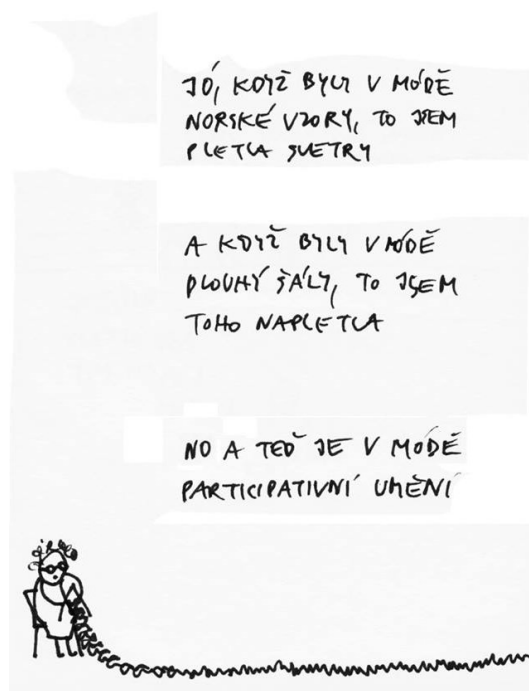 JÓ, KDYŽ BYLY V MÓDĚ
NORSKÉ VZORY, TO JSEM
PLETLA SVETRY
A KDYŽ BYLY V MÓDĚ
DLOUHÝ ŠÁLY, TO JSEM
TOHO NAPLETLA
NO A TEĎ JE V MÓDĚ
PARTICIPATIVNÍ UMĚNÍ